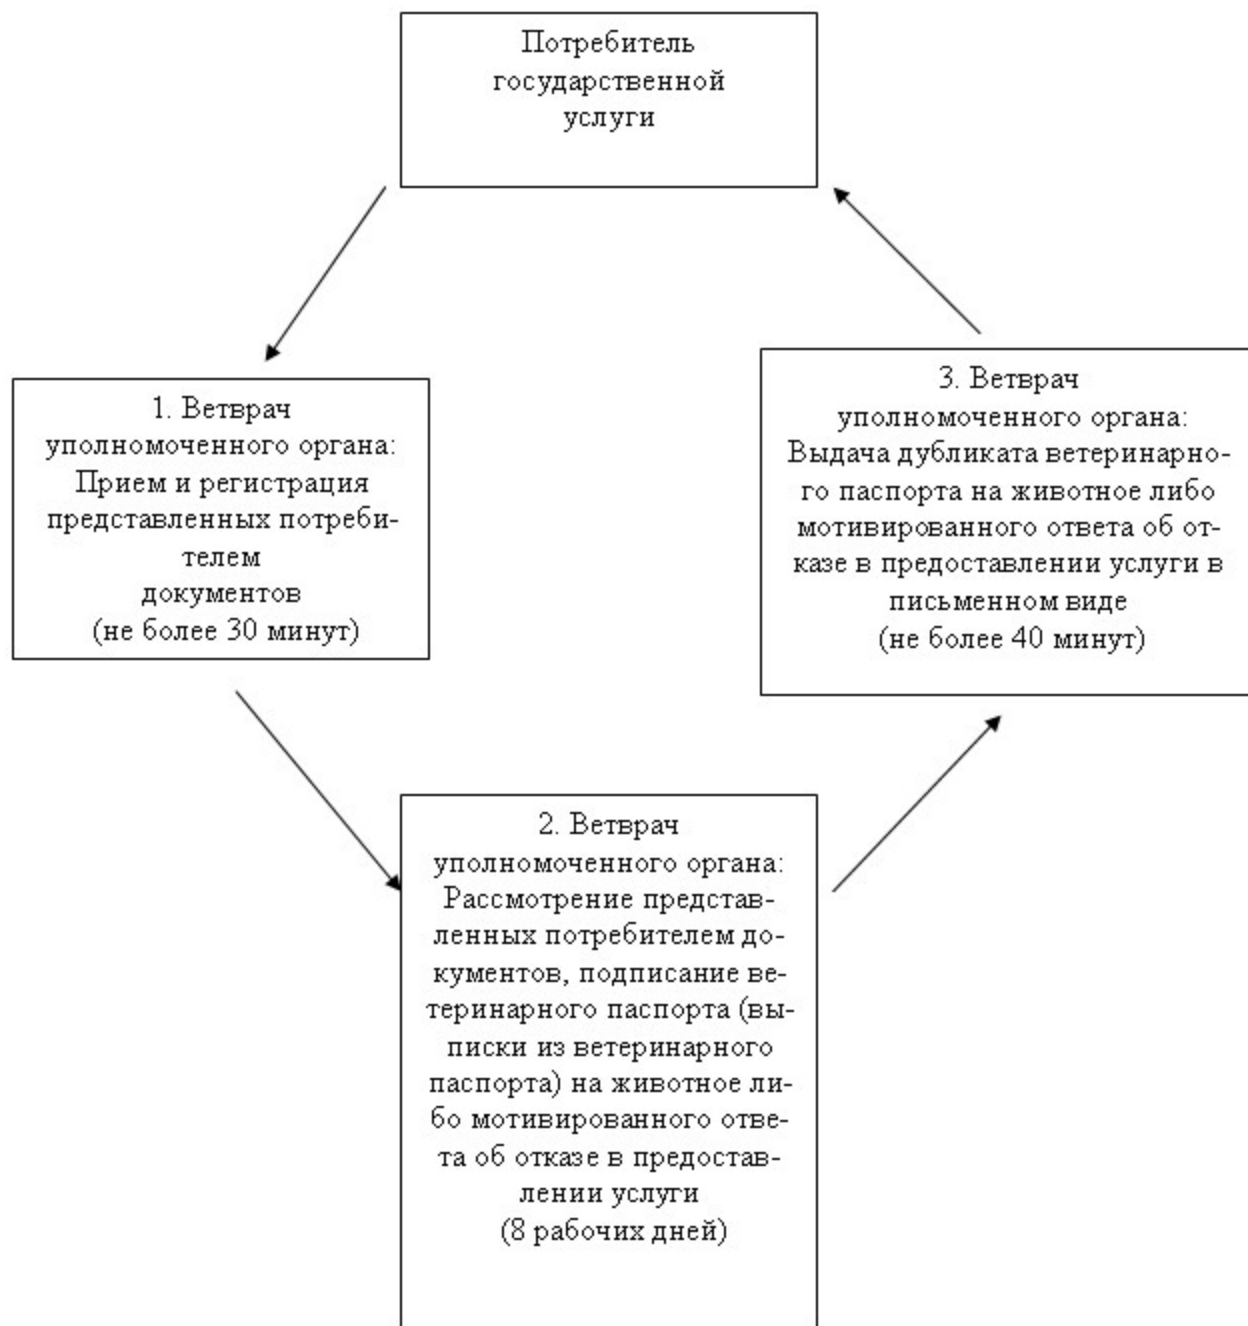 Потребитель
государственной
услуги
1. Ветврач
уполномоченного органа:
Прием и регистрация
представленных потреби-
телем
документов
(не более 30 минут)
2. Ветврач
уполномоченного органа:
Рассмотрение представ-
ленных потребителем до-
кументов, подписание ве-
теринарного паспорта (вы-
писки из ветеринарного
паспорта) на животное ли-
бо мотивированного отве-
та об отказе в предостав-
лении услуги
(8 рабочих дней)
3. Ветврач
уполномоченного органа:
Выдача дубликата ветеринарно-
го паспорта на животное либо
мотивированного ответа об от-
казе в предоставлении услуги в
письменном виде
(не более 40 минут)